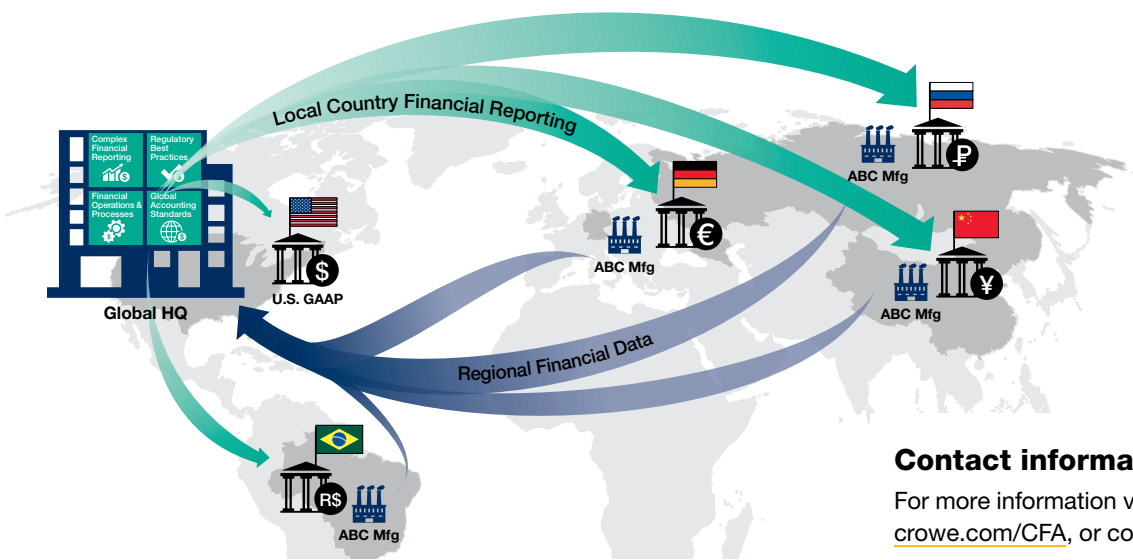 Local Country Financial Reporting
Complex
Financial
Reporting
Regulatory
Best
Practices
Financial
Operations &
Processes
Global
Accounting
Standards
$
$
$
$
Global HQ
$
U.S. GAAP
€
ABC Mfg
₽
ABC Mfg
¥
ABC Mfg
Regional Financial Data
R$
ABC Mfg
Contact informa
For more information v
crowe.com/CFA, or co